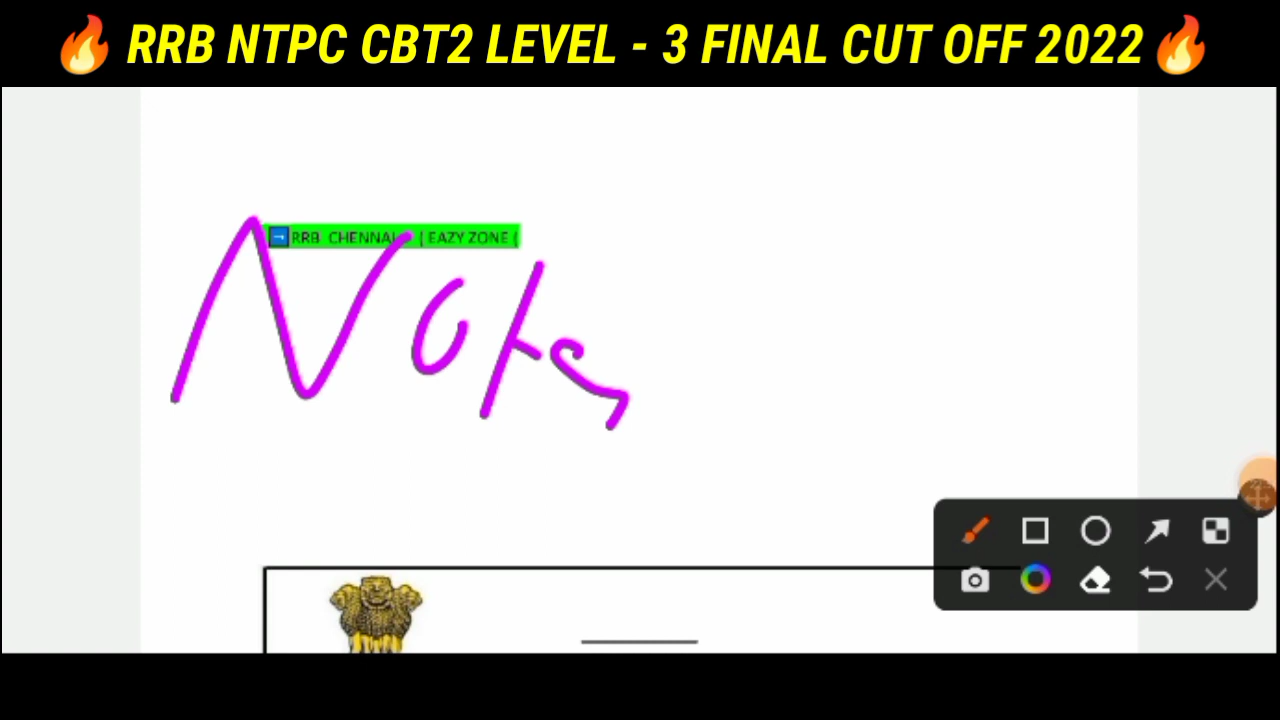 🔥 RRB NTPC CBT2 LEVEL - 3 FINAL CUT OFF 2022 🔥
➡ RRB CHENNAI ( EAZY ZONE (
Note